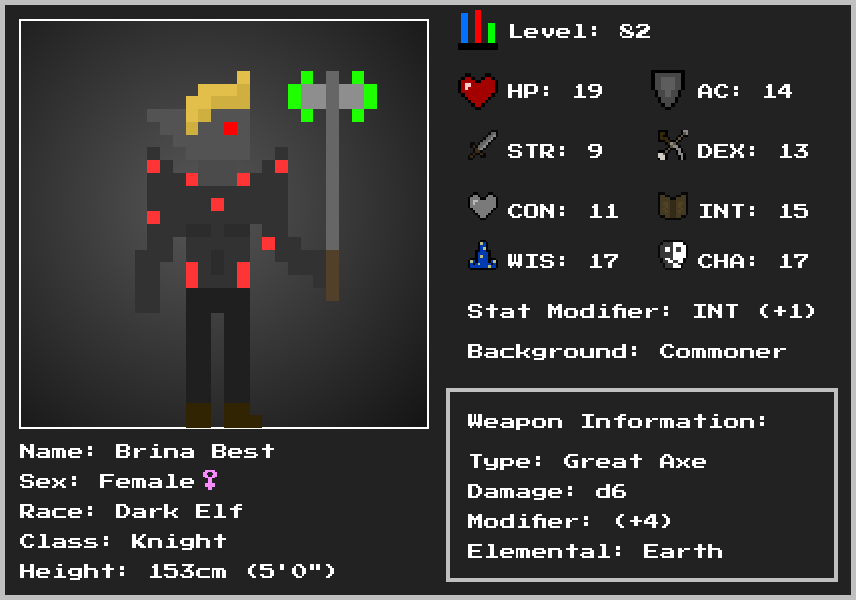 Level: 82
HP: 19
AC: 14
STR: 9
DEX: 13
CON: 11
INT: 15
WIS: 17
CHA: 17
Stat Modifier: INT (+1)
Background: Commoner
Weapon Information:
Type: Great Axe
Damage: d6
Modifier: (+4)
Elemental: Earth
Name: Brina Best
Sex: Female♀
Race: Dark Elf
Class: Knight
Height: 153cm (5'0")